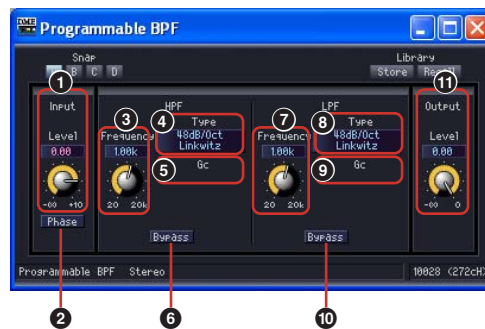 DME Programmable BPF
Snap
Library
B C D
Store Recall
1
11
Input
HPF
LPF
Output
3
4
Type
7
8
Type
Level
Frequency
48dB/Oct
Frequency
48dB/Oct
Level
0.00
1.00k
Linkwitz
1.00k
Linkwitz
0.00
5
Gc
9
Gc
-∞ +10
20 20k
20 20k
-∞ 0
Phase
Bypass
Bypass
Programmable BPF Stereo
10028 (272cH)
2
6
10